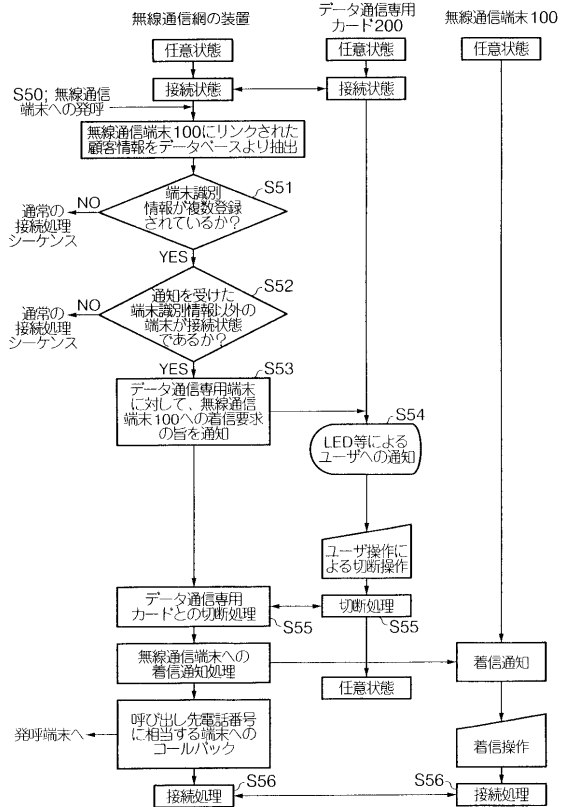 無線通信網の装置
データ通信専用
カード200
無線通信端末100
任意状態
任意状態
任意状態
接続状態
接続状態
S50; 無線通信
端末への発呼
無線通信端末100にリンクされた
顧客情報をデータベースより抽出
S51
端末識別
情報が複数登録
されているか?
NO
通常の
接続処理
シーケンス
YES
S52
通知を受けた
端末識別情報以外の
端末が接続状態
であるか?
NO
通常の
接続処理
シーケンス
YES
S53
データ通信専用端末
に対して、無線通信
端末100への着信要求
の旨を通知
S54
LED等による
ユーザへの通知
ユーザ操作に
よる切断操作
データ通信専用
カードとの切断処理
S55
切断処理
S55
無線通信端末への
着信通知処理
着信通知
任意状態
呼び出し先電話番号
に相当する端末への
コールバック
発呼端末へ
着信操作
S56
接続処理
S56
接続処理